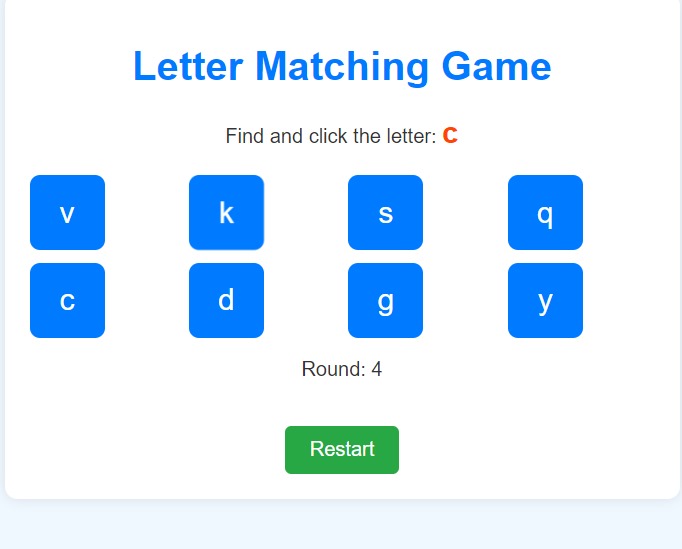 Letter Matching Game
Find and click the letter: c
v k s q
c d g y
Round: 4
Restart